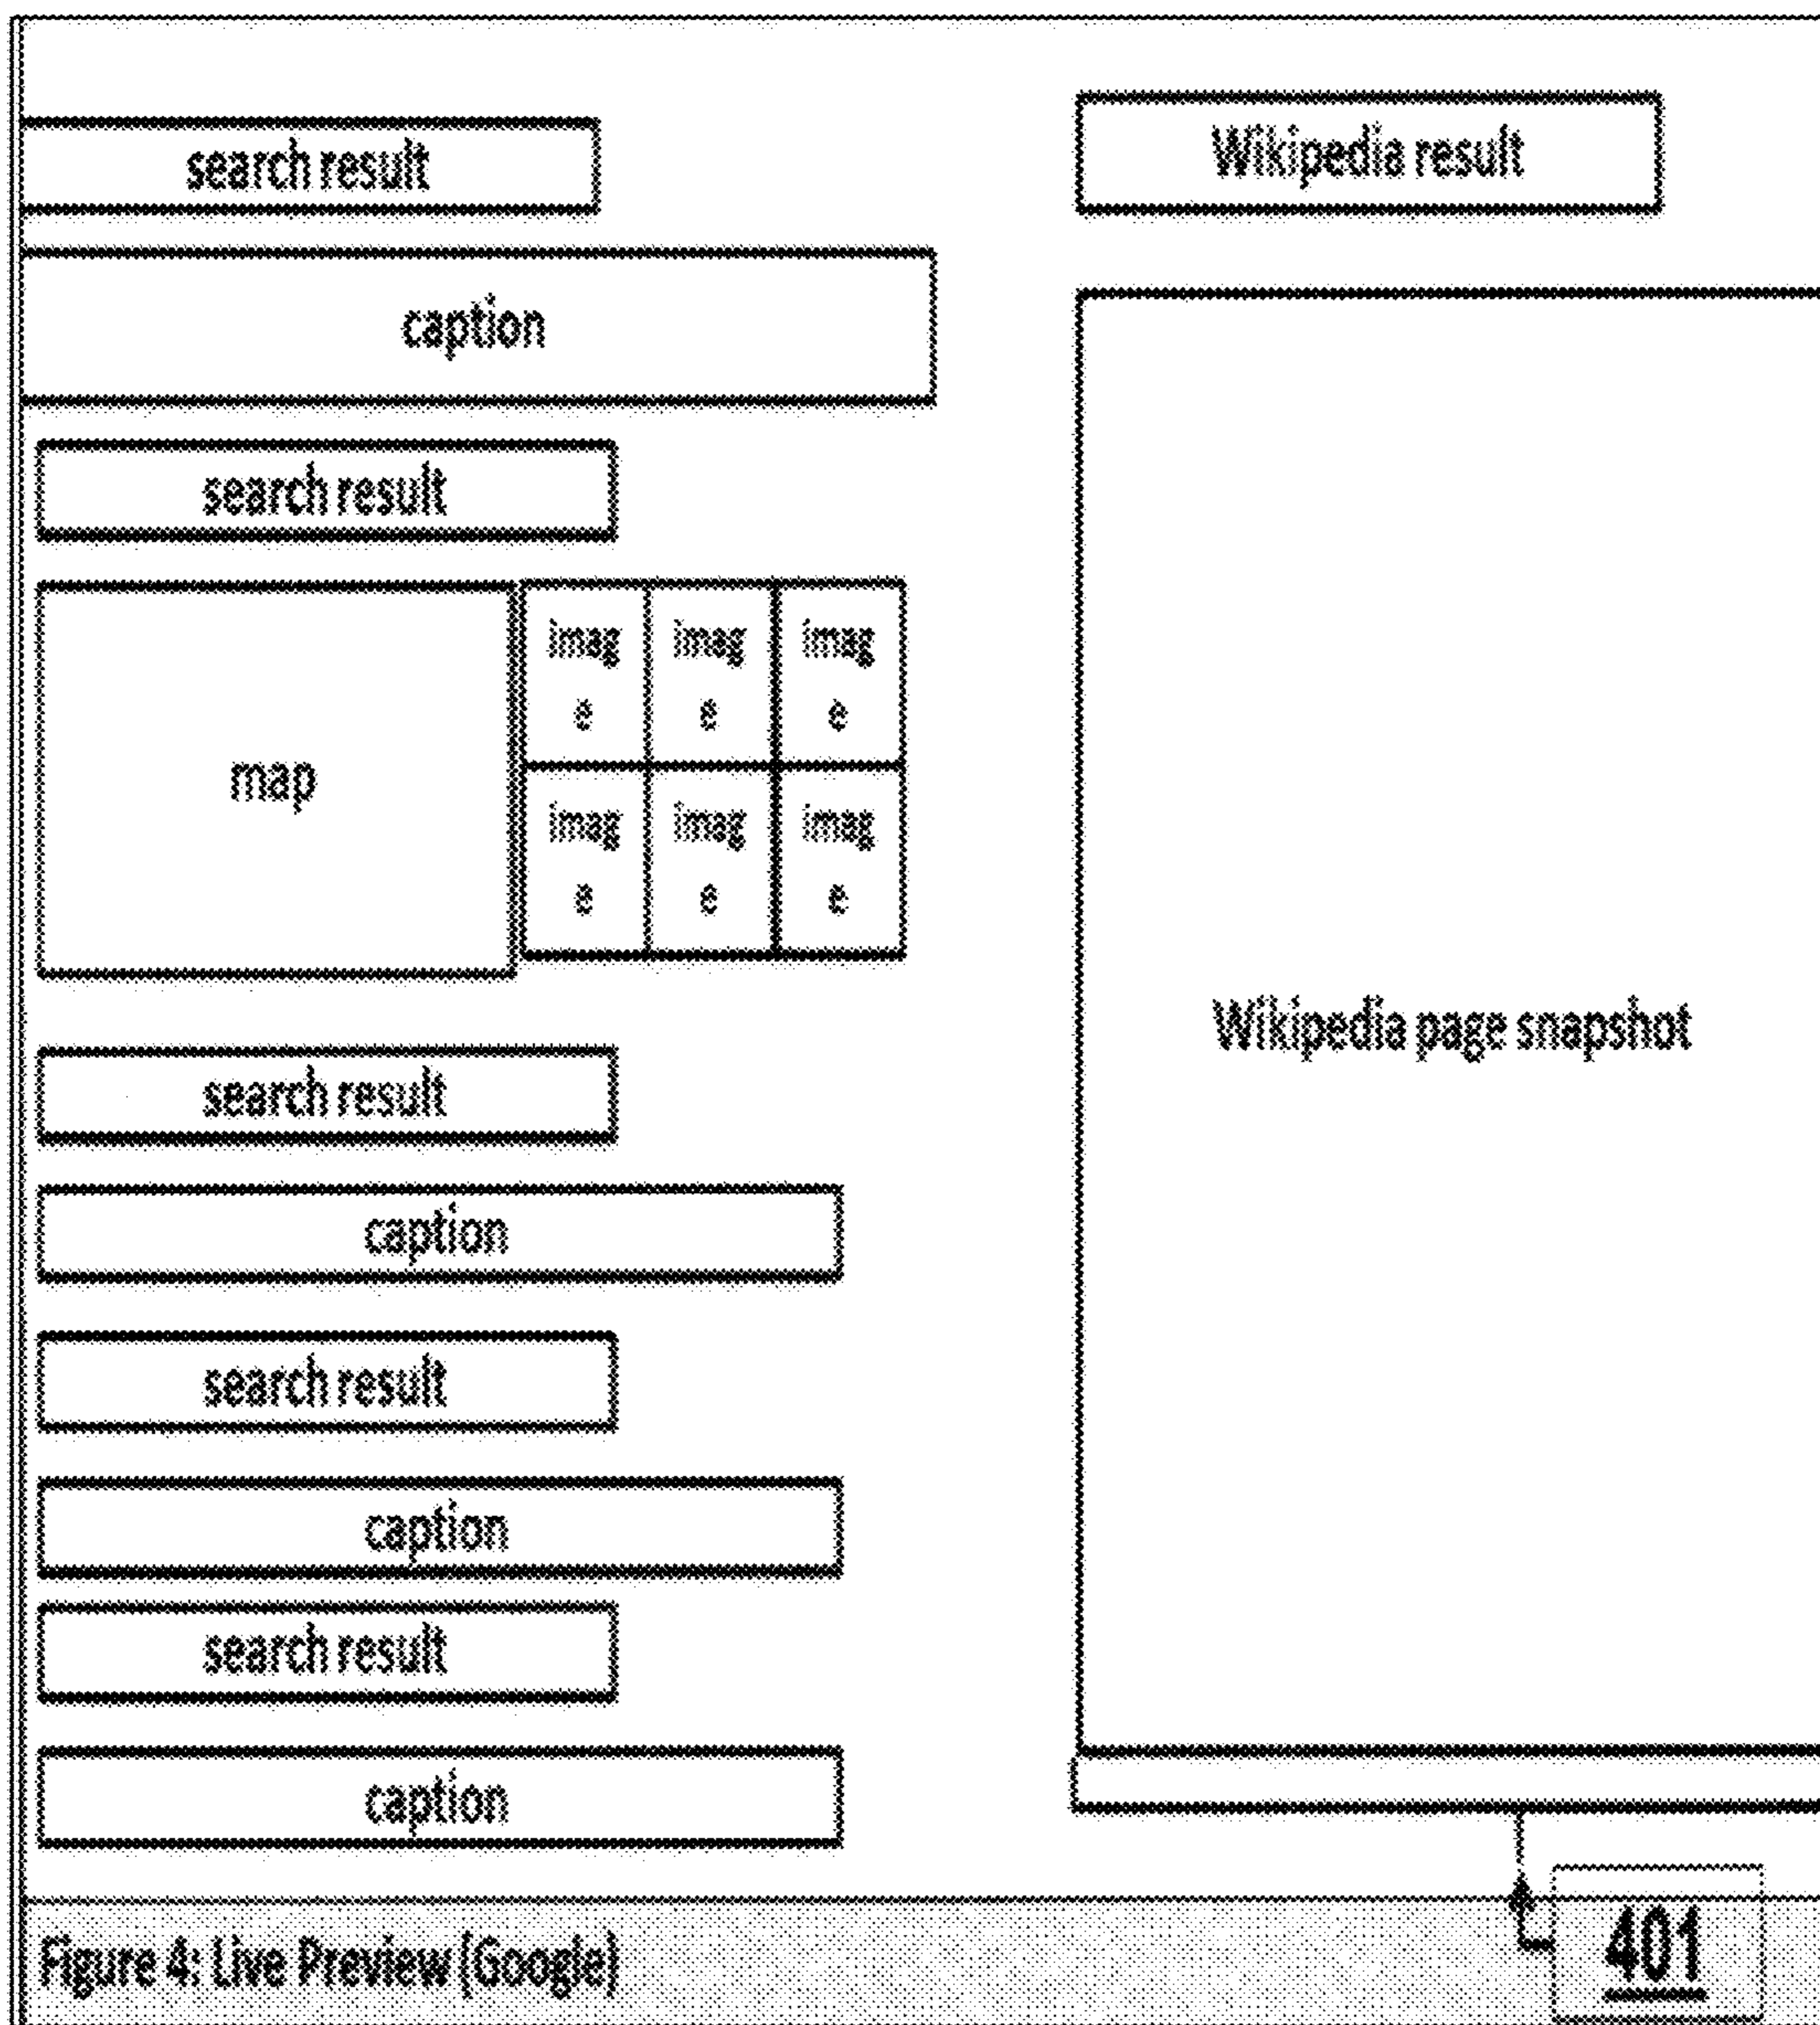 search result
caption
search result
map
imag
e
imag
e
imag
e
imag
e
imag
e
imag
e
search result
caption
search result
caption
search result
caption
Wikipedia result
Wikipedia page snapshot
Figure 4: Live Preview (Google)
401